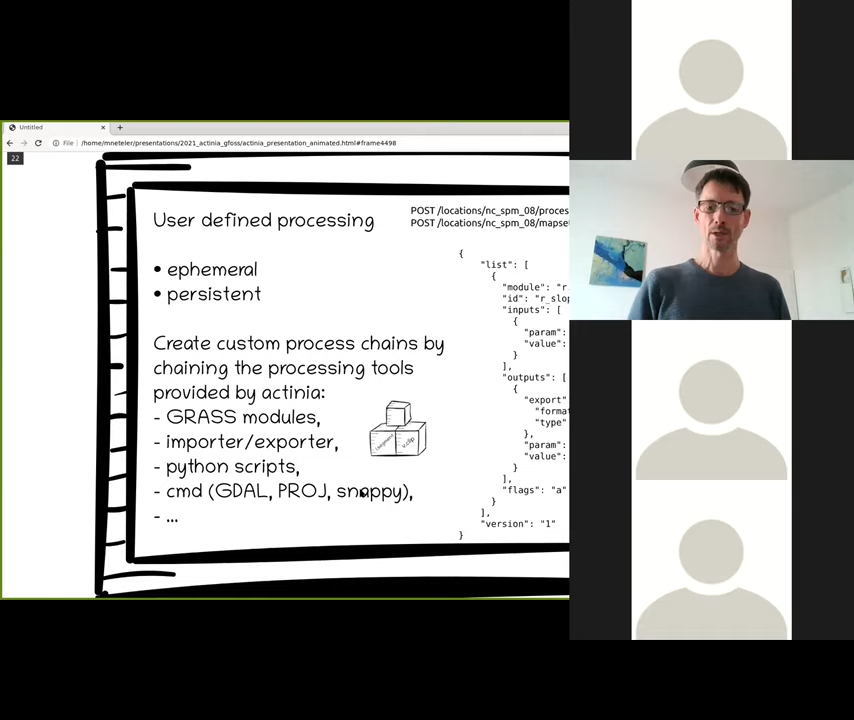 Untitled
File
/home/mneteler/presentations/2021_actinia_gfoss/actinia_presentation_animated.html#frame4498
22
User defined processing
• ephemeral
• persistent
Create custom process chains by
chaining the processing tools
provided by actinia:
- GRASS modules,
- importer/exporter,
- python scripts,
- cmd (GDAL, PROJ, snappy),
- ...
r.clip
POST /locations/nc_spm_08/proces
POST /locations/nc_spm_08/mapse
{
"list": [
{
"module": "r.
"id": "r_slop
"inputs": [
{
"param":
"value":
}
],
"outputs": [
{
"export"
"format
"type"
},
"param":
"value":
}
],
"flags": "a"
}
],
"version": "1"
}